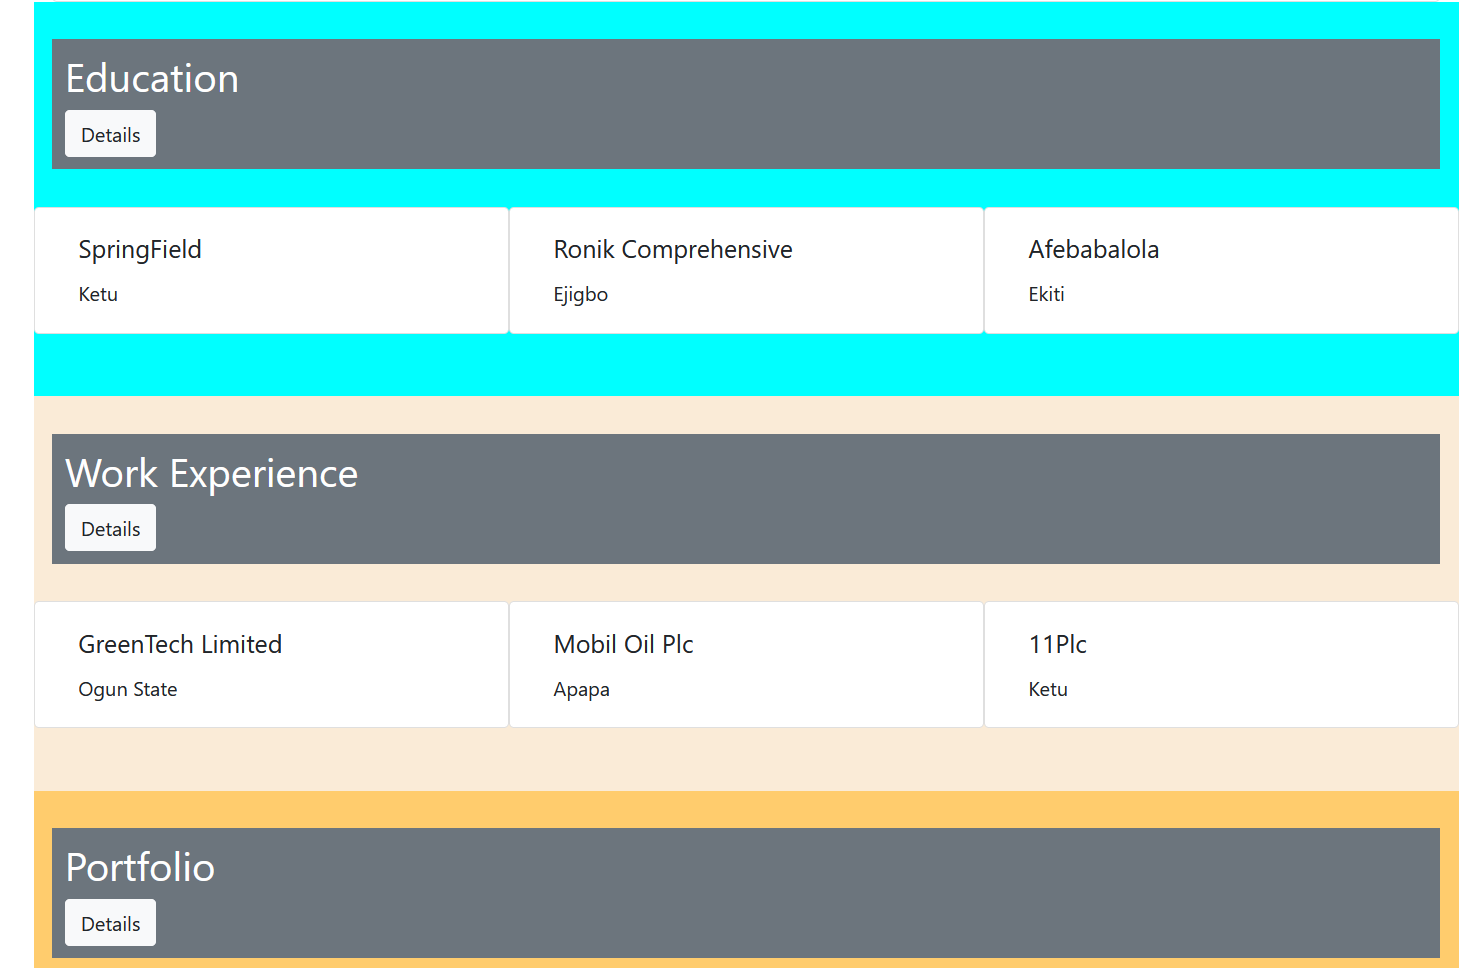 Education
Details
SpringField
Ketu
Ronik Comprehensive
Ejigbo
Afebabalola
Ekiti
Work Experience
Details
GreenTech Limited
Ogun State
Mobil Oil Plc
Apapa
11Plc
Ketu
Portfolio
Details